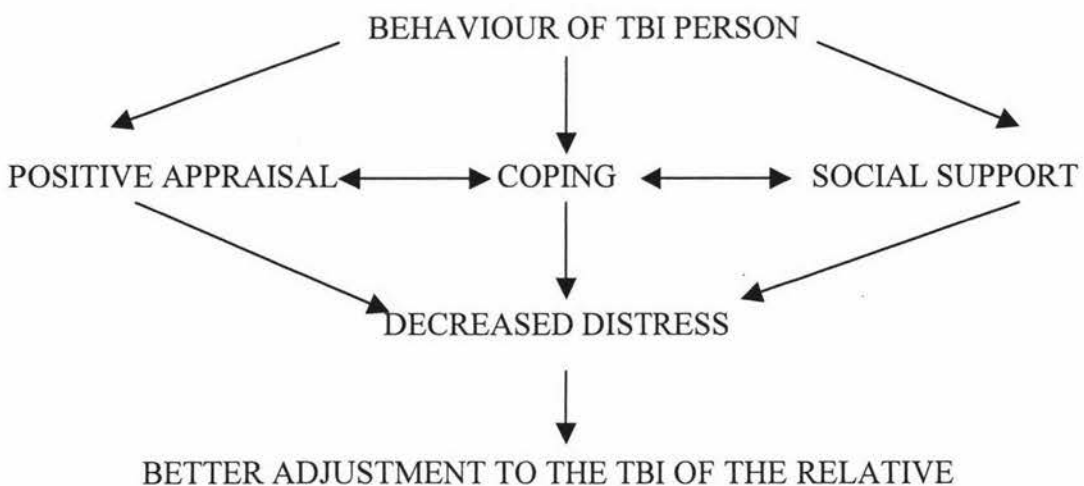 BEHAVIOUR OF TBI PERSON
POSITIVE APPRAISAL COPING SOCIAL SUPPORT
DECREASED DISTRESS
BETTER ADJUSTMENT TO THE TBI OF THE RELATIVE